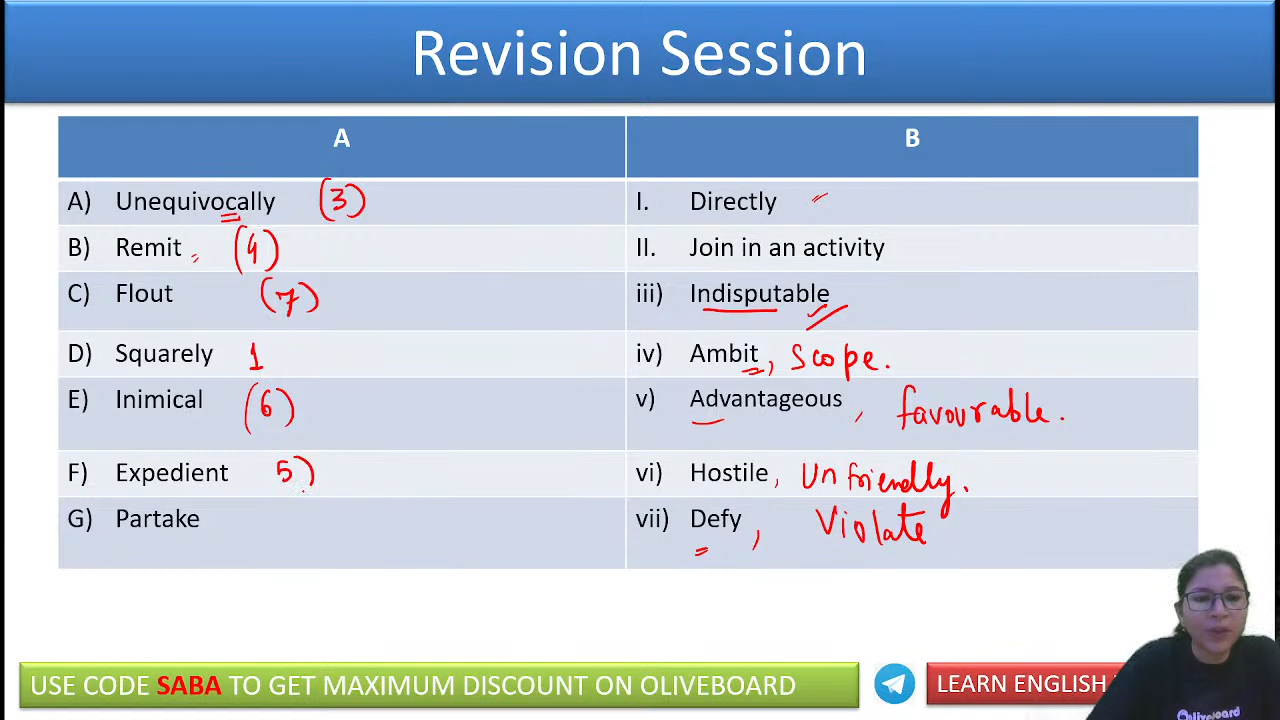 Revision Session
A B
A) Unequivocally (3) I. Directly
B) Remit (4) II. Join in an activity
C) Flout (7) iii) Indisputable
D) Squarely 1 iv) Ambit, Scope.
E) Inimical (6) v) Advantageous, favourable.
F) Expedient 5) vi) Hostile, Unfriendly.
G) Partake vii) Defy, Violate
USE CODE SABA TO GET MAXIMUM DISCOUNT ON OLIVEBOARD
LEARN ENGLISH
Oliveboard